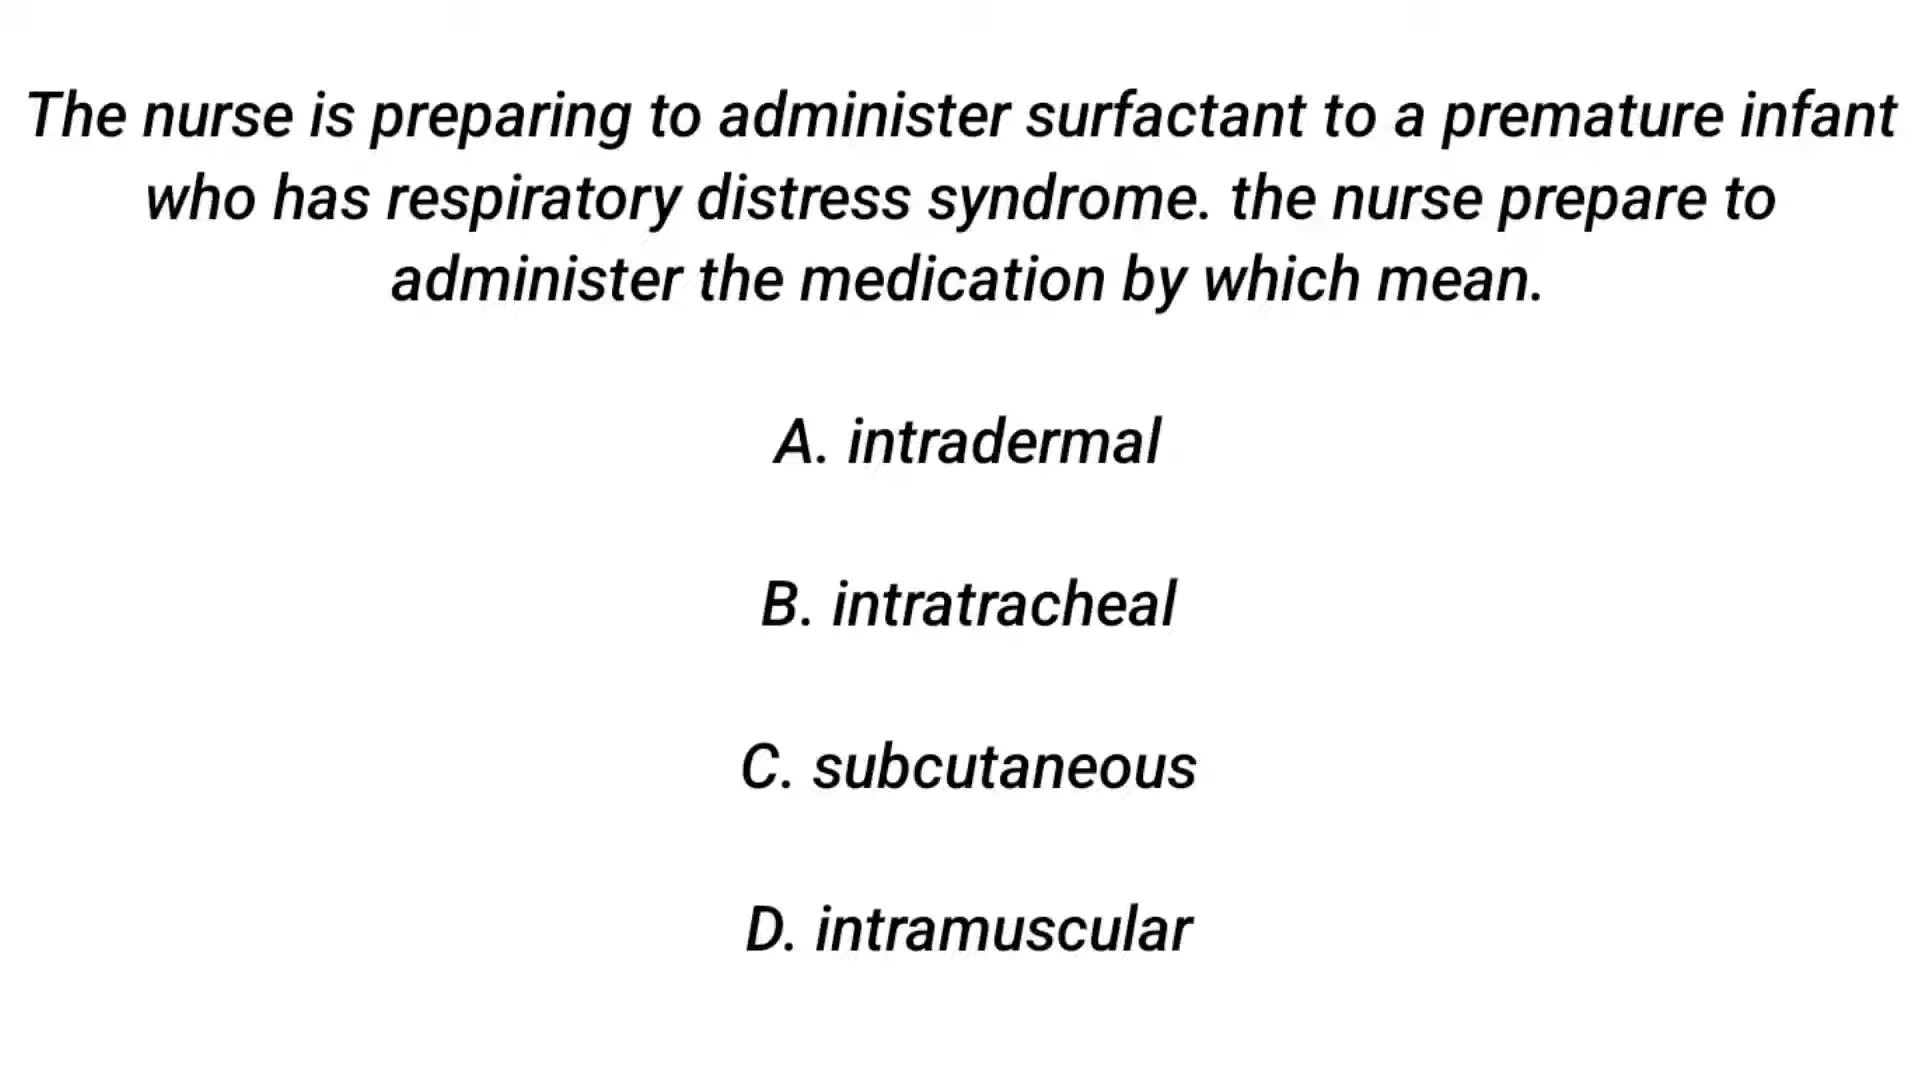 The nurse is preparing to administer surfactant to a premature infant
who has respiratory distress syndrome. the nurse prepare to
administer the medication by which mean.
A. intradermal
B. intratracheal
C. subcutaneous
D. intramuscular